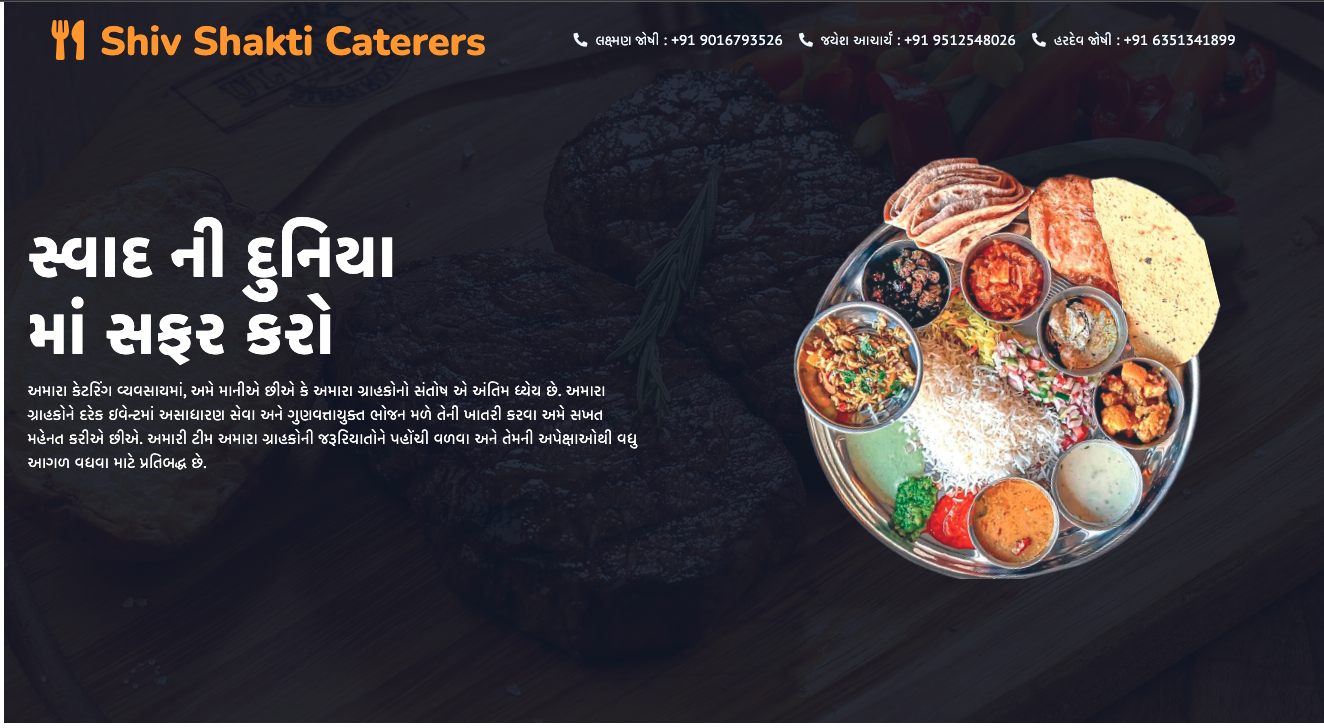 Shiv Shakti Caterers
લક્ષ્મણ જોષી : +91 9016793526
જયેશ આચાર્ય : +91 9512548026
હરદેવ જોષી : +91 6351341899
સ્વાદ ની દુનિયા
માં સફર કરો
અમારા કેટરિંગ વ્યવસાયમાં, અમે માનીએ છીએ કે અમારા ગ્રાહકોનો સંતોષ એ અંતિમ ધ્યેય છે. અમારા
ગ્રાહકોને દરેક ઇવેન્ટમાં અસાધારણ સેવા અને ગુણવત્તાયુક્ત ભોજન મળે તેની ખાતરી કરવા અમે સખત
મહેનત કરીએ છીએ. અમારી ટીમ અમારા ગ્રાહકોની જરૂરિયાતોને પહોંચી વળવા અને તેમની અપેક્ષાઓથી વધુ
આગળ વધવા માટે પ્રતિબદ્ધ છે.